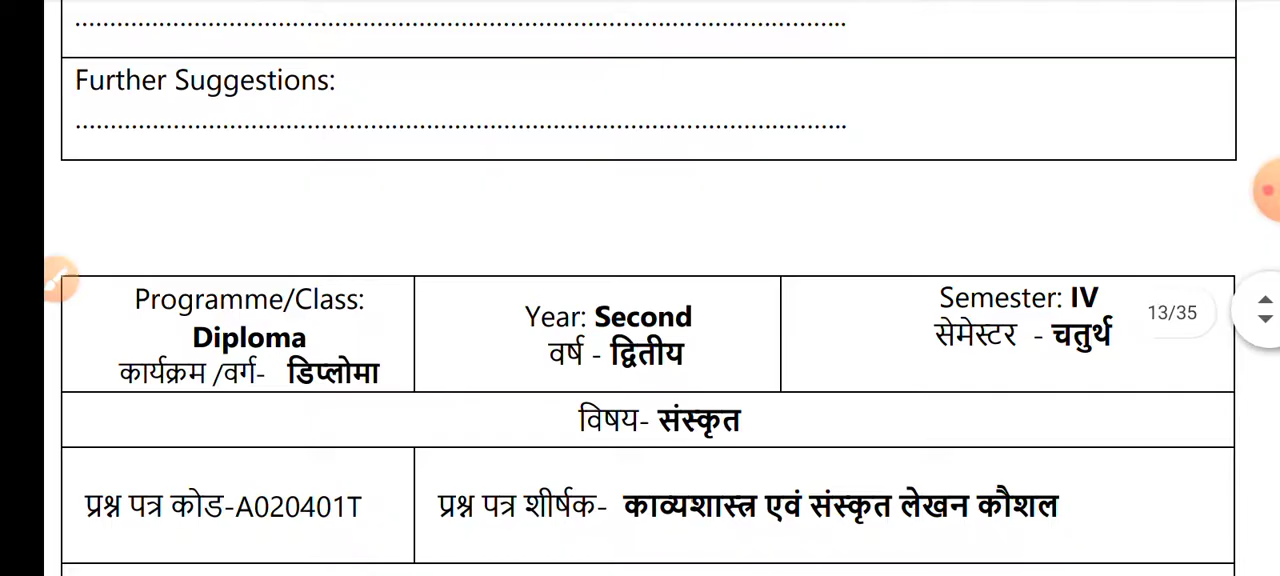 ...........................................................................................................
Further Suggestions:
...........................................................................................................
Programme/Class:
Diploma
कार्यक्रम /वर्ग- डिप्लोमा
Year: Second
वर्ष - द्वितीय
Semester: IV
सेमेस्टर - चतुर्थ
13/35
विषय- संस्कृत
प्रश्न पत्र कोड-A020401T
प्रश्न पत्र शीर्षक- काव्यशास्त्र एवं संस्कृत लेखन कौशल